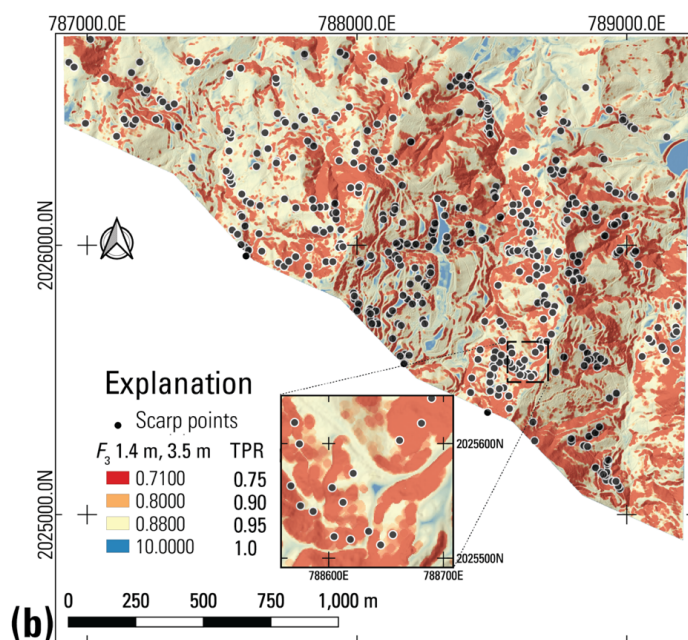 787000.0E 788000.0E 789000.0E
2026000.0N
2025000.0N
Explanation
Scarp points
F3 1.4 m, 3.5 m TPR
0.7100 0.75
0.8000 0.90
0.8800 0.95
10.0000 1.0
2025600N
2025500N
788600E 788700E
(b) 0 250 500 750 1,000 m